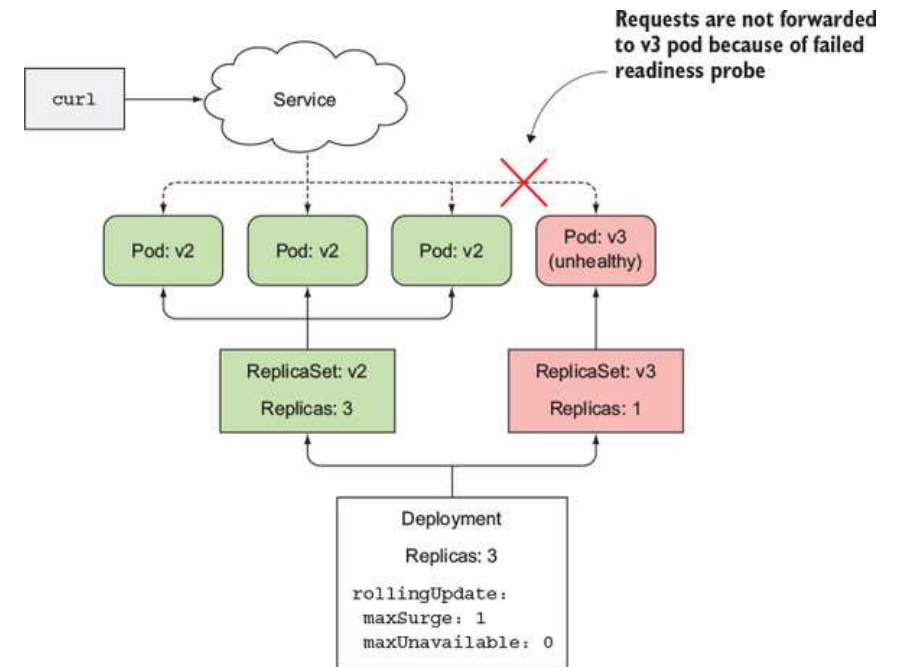 Requests are not forwarded
to v3 pod because of failed
readiness probe
curl
Service
Pod: v2
Pod: v2
Pod: v2
Pod: v3
(unhealthy)
ReplicaSet: v2
Replicas: 3
ReplicaSet: v3
Replicas: 1
Deployment
Replicas: 3
rollingUpdate:
maxSurge: 1
maxUnavailable: 0